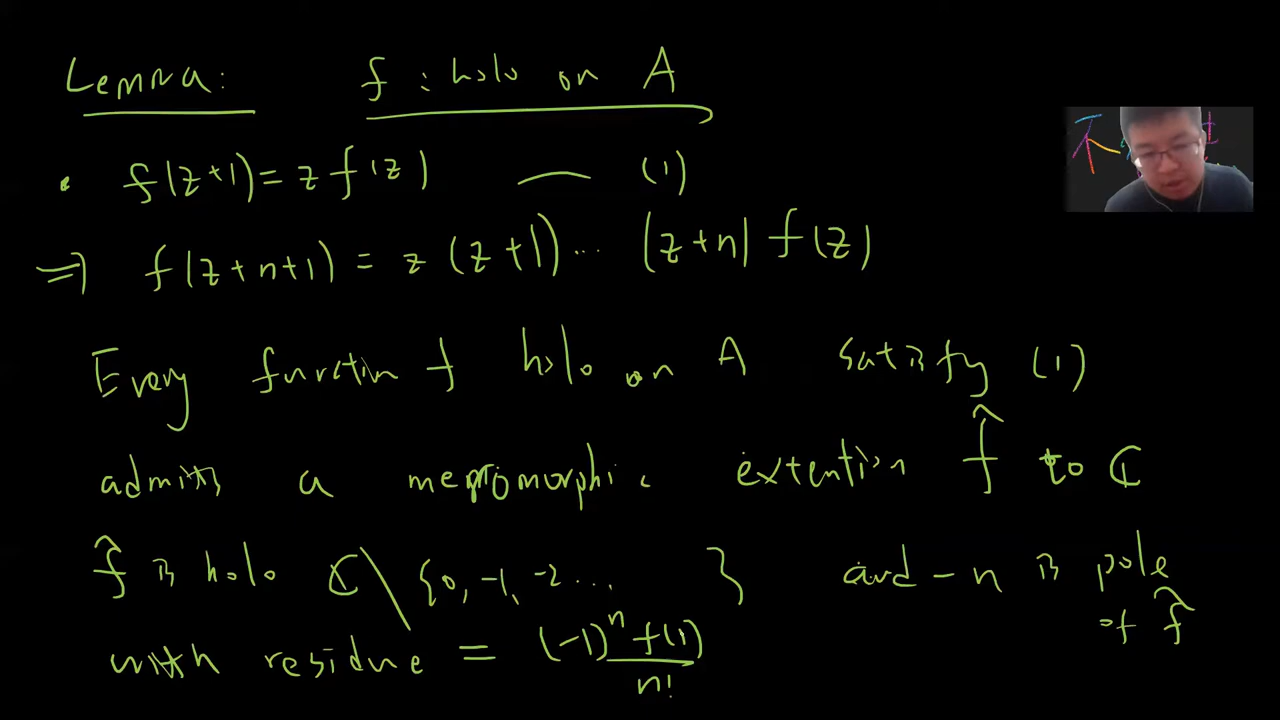 Lemma: f : holo on A
• f(z+1) = z f(z) — (1)
⇒ f(z+n+1) = z (z+1) ... (z+n) f(z)
Every function f holo on A satisfy (1)
admits a meromorphic extention f̂ to ℂ
f̂ is holo ℂ\{0, -1, -2 ... } and -n is pole
of f̂
with residue = (-1)^n f(1) / n!
不